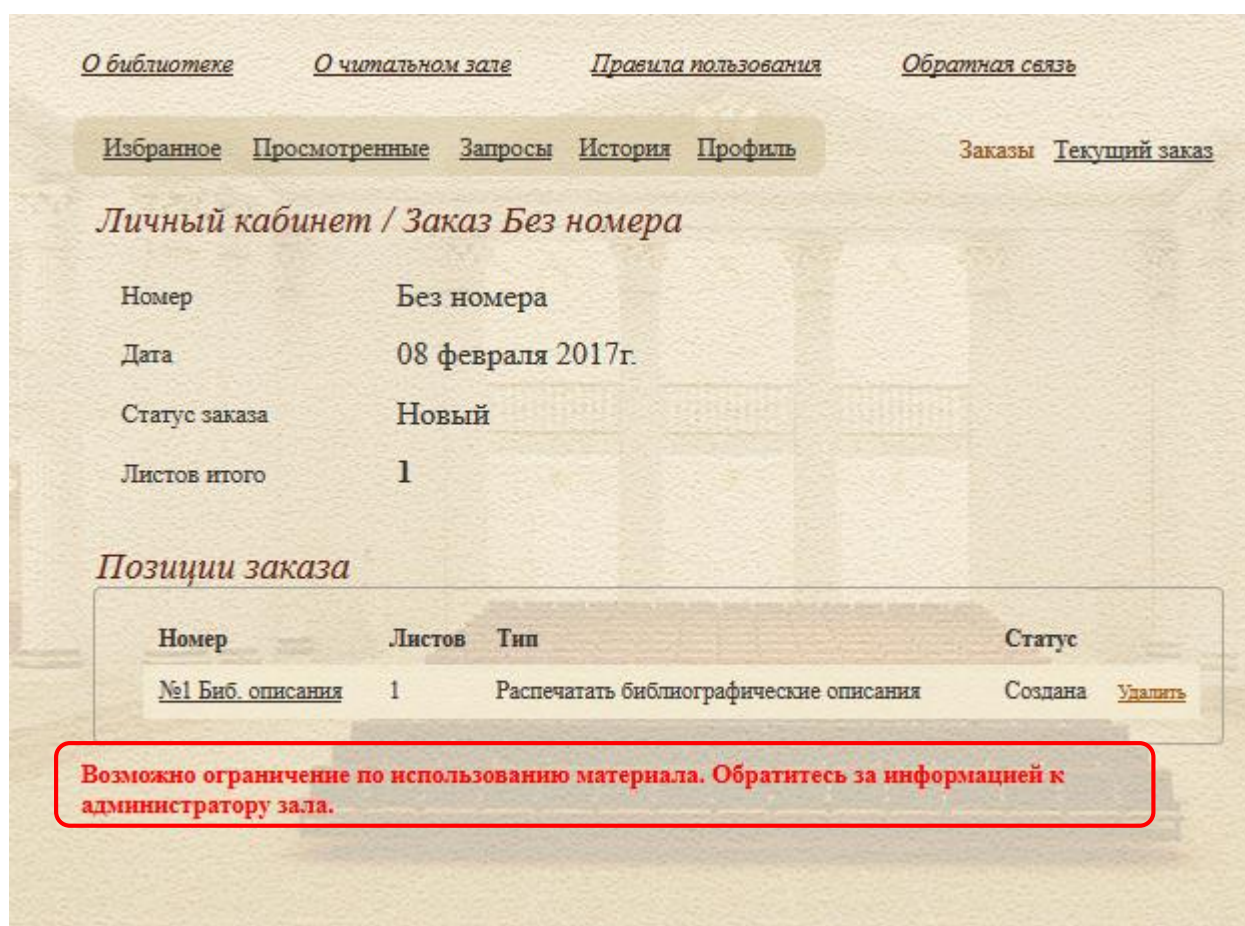 О библиотеке О читальном зале Правила пользования Обратная связь
Избранное Просмотренные Запросы История Профиль Заказы Текущий заказ
Личный кабинет / Заказ Без номера
Номер Без номера
Дата 08 февраля 2017г.
Статус заказа Новый
Листов итого 1
Позиции заказа
Номер Листов Тип Статус
№1 Биб. описания 1 Распечатать библиографические описания Создана Удалить
Возможно ограничение по использованию материала. Обратитесь за информацией к
администратору зала.